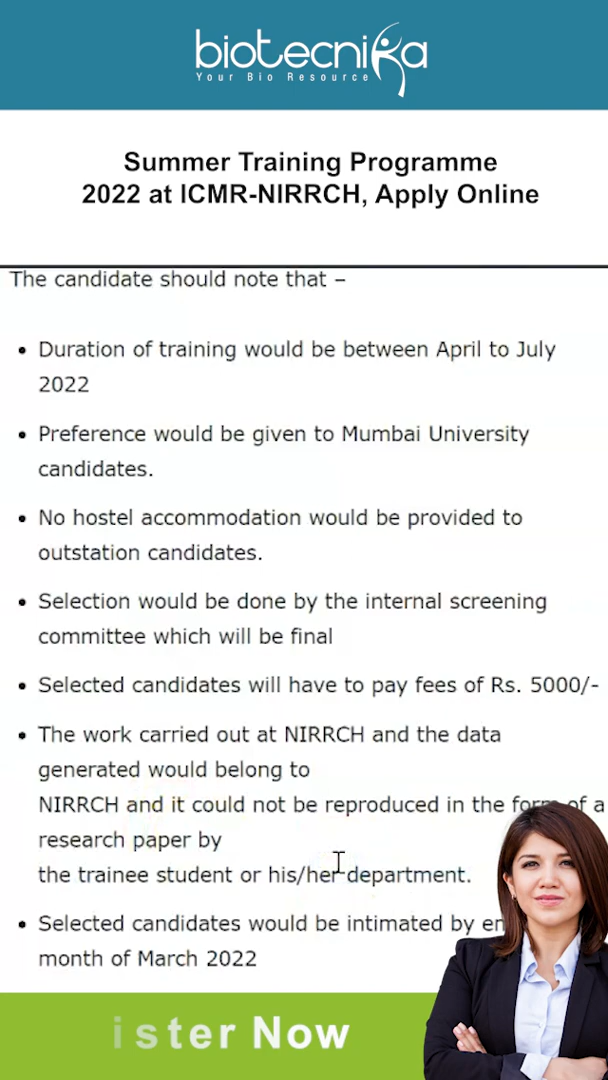 biotecnika
Your Bio Resource
Summer Training Programme
2022 at ICMR-NIRRCH, Apply Online
The candidate should note that –
• Duration of training would be between April to July
2022
• Preference would be given to Mumbai University
candidates.
• No hostel accommodation would be provided to
outstation candidates.
• Selection would be done by the internal screening
committee which will be final
• Selected candidates will have to pay fees of Rs. 5000/-
• The work carried out at NIRRCH and the data
generated would belong to
NIRRCH and it could not be reproduced in the form of a
research paper by
the trainee student or his/her department.
• Selected candidates would be intimated by
month of March 2022
ister Now